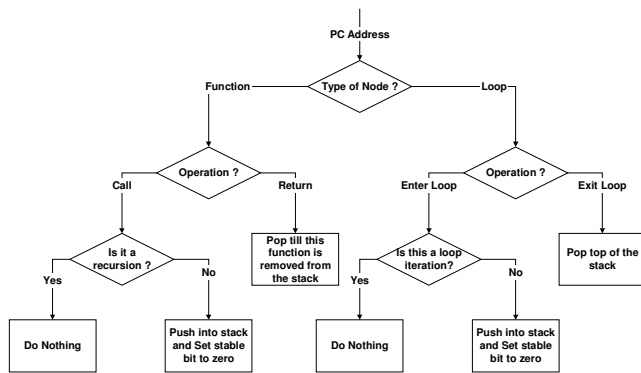 PC Address
Type of Node ?
Function
Loop
Operation ?
Operation ?
Call
Return
Enter Loop
Exit Loop
Is it a
recursion ?
Pop till this
function is
removed from
the stack
Is this a loop
iteration?
Pop top of the
stack
Yes
No
Yes
No
Do Nothing
Push into stack
and Set stable
bit to zero
Do Nothing
Push into stack
and Set stable
bit to zero